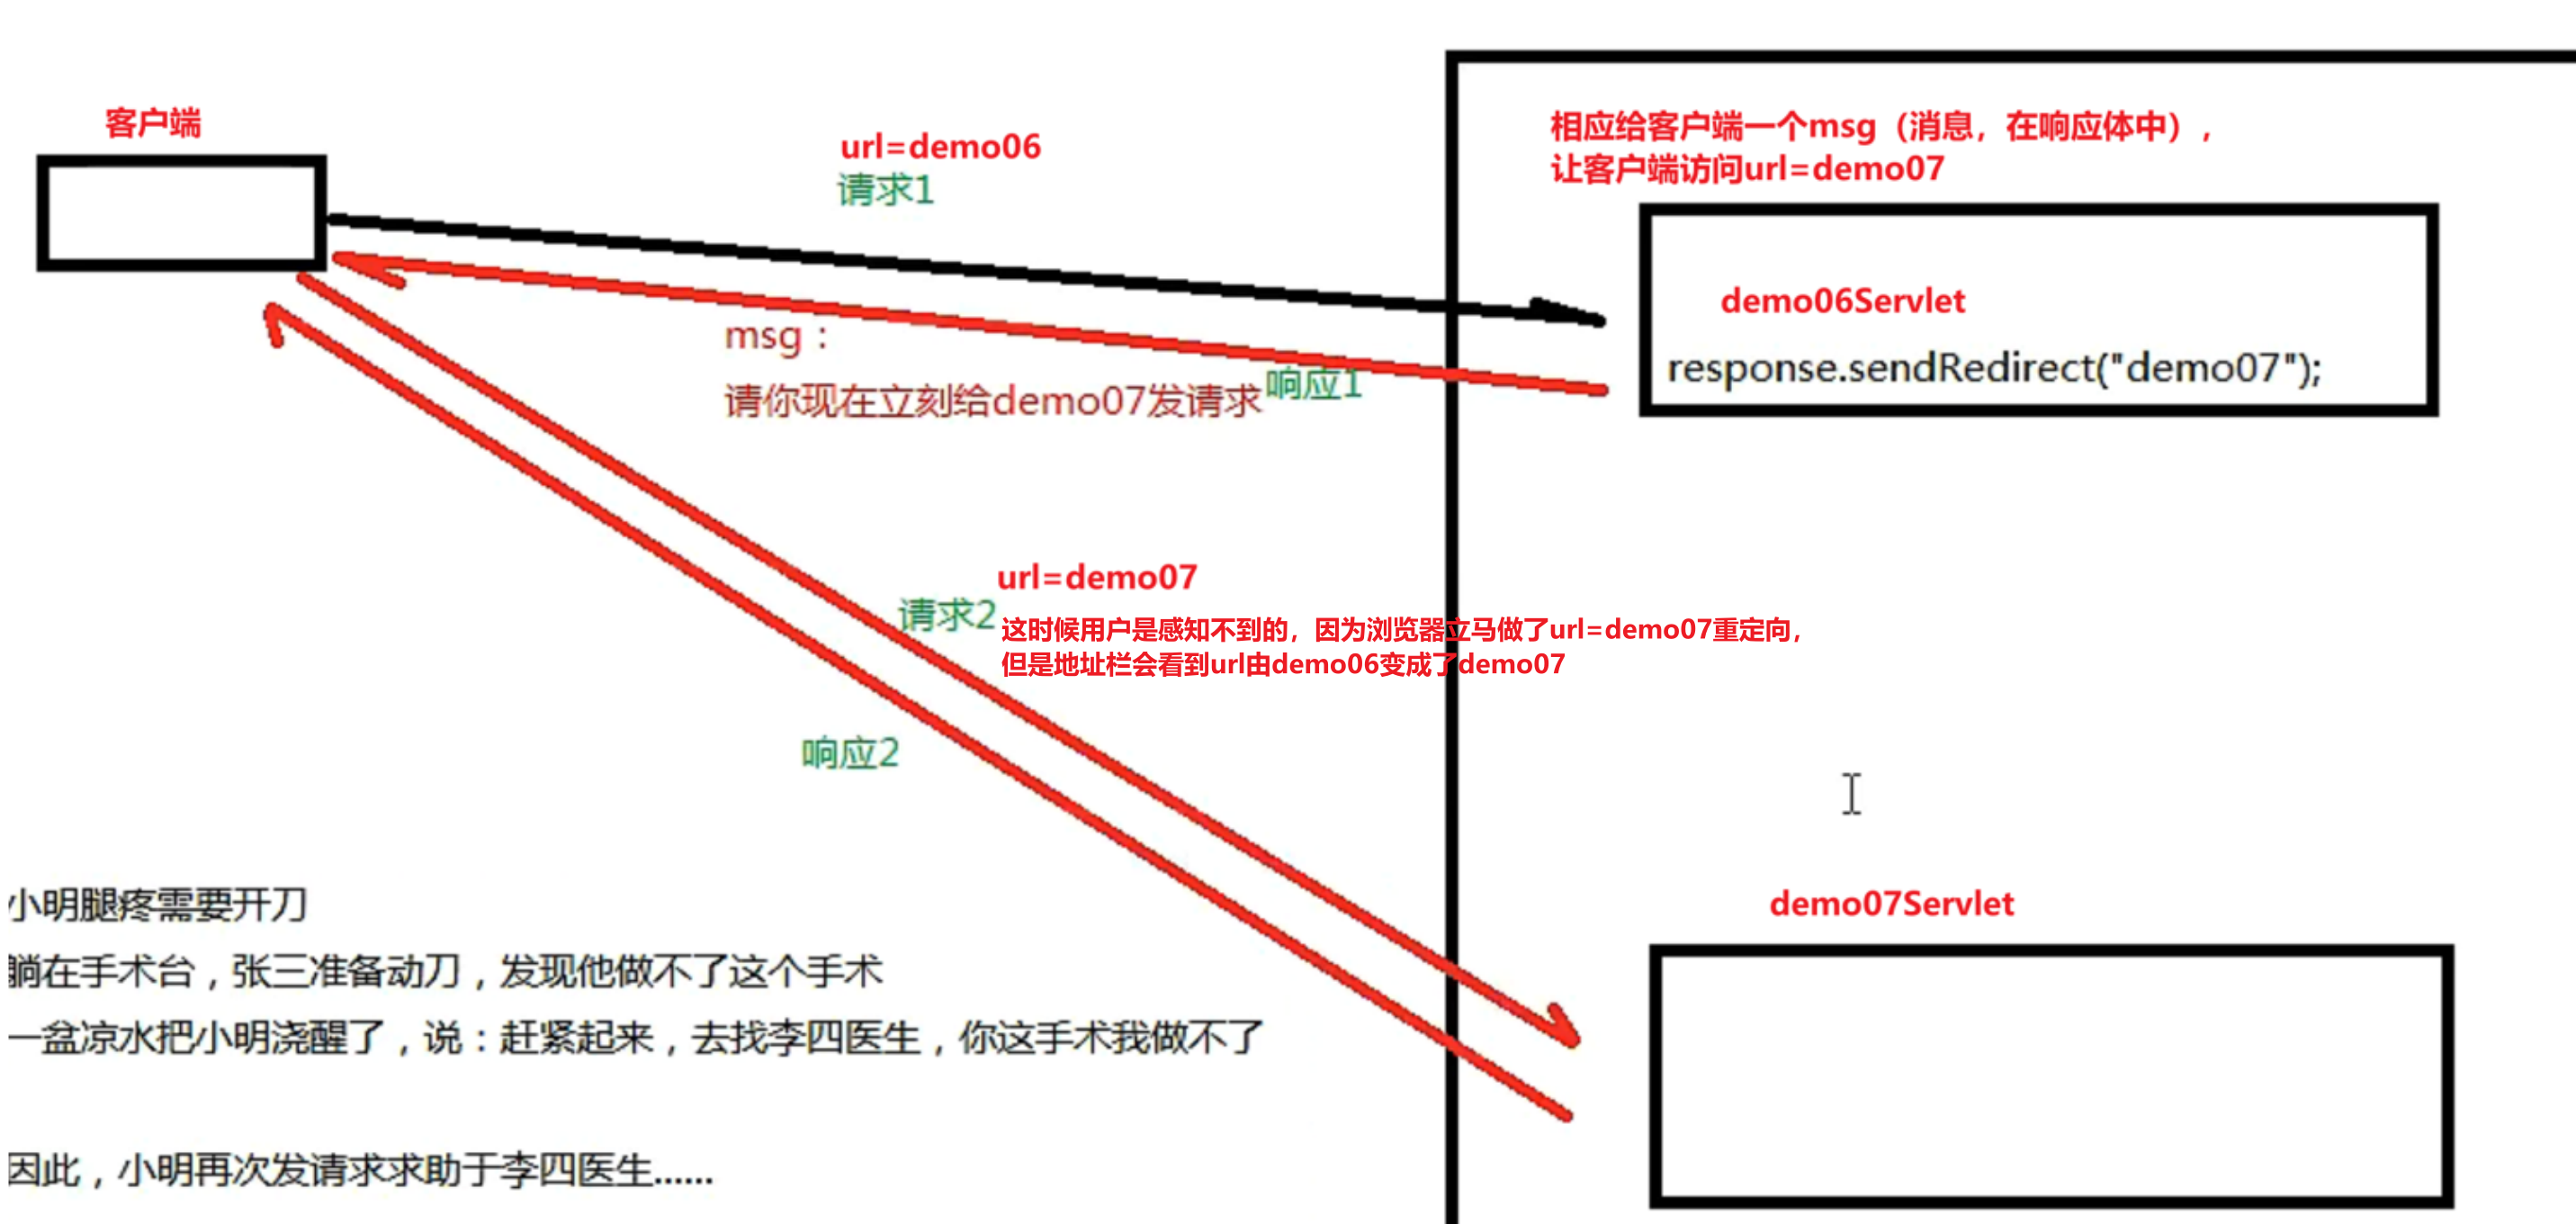 客户端
url=demo06
请求1
相应给客户端一个msg（消息，在响应体中），
让客户端访问url=demo07
demo06Servlet
response.sendRedirect("demo07");
msg：
请你现在立刻给demo07发请求
响应1
url=demo07
请求2
这时候用户是感知不到的，因为浏览器立马做了url=demo07重定向，
但是地址栏会看到url由demo06变成了demo07
响应2
demo07Servlet
小明腿疼需要开刀
躺在手术台，张三准备动刀，发现他做不了这个手术
一盆凉水把小明浇醒了，说：赶紧起来，去找李四医生，你这手术我做不了
因此，小明再次发请求求助于李四医生......